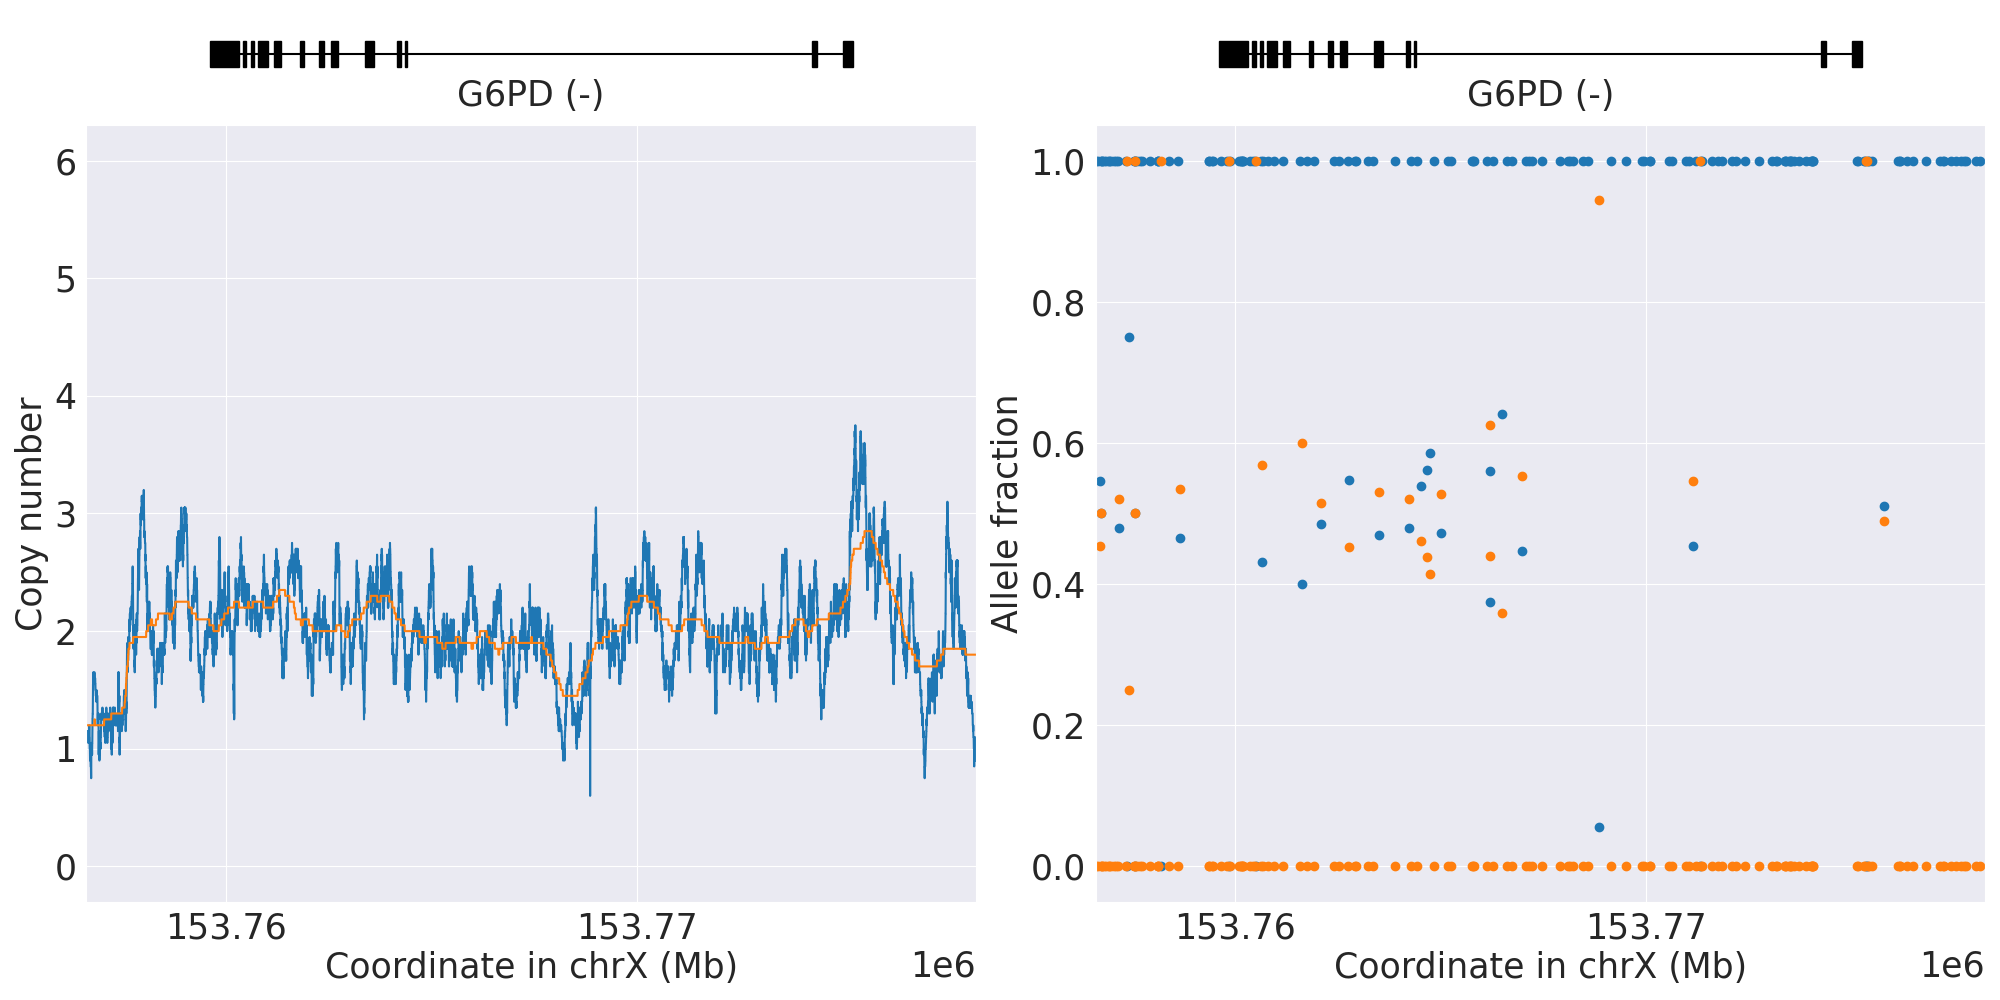 G6PD (-)
6
5
4
3
2
1
0
Copy number
153.76
153.77
Coordinate in chrX (Mb)
1e6
G6PD (-)
1.0
0.8
0.6
0.4
0.2
0.0
Allele fraction
153.76
153.77
Coordinate in chrX (Mb)
1e6